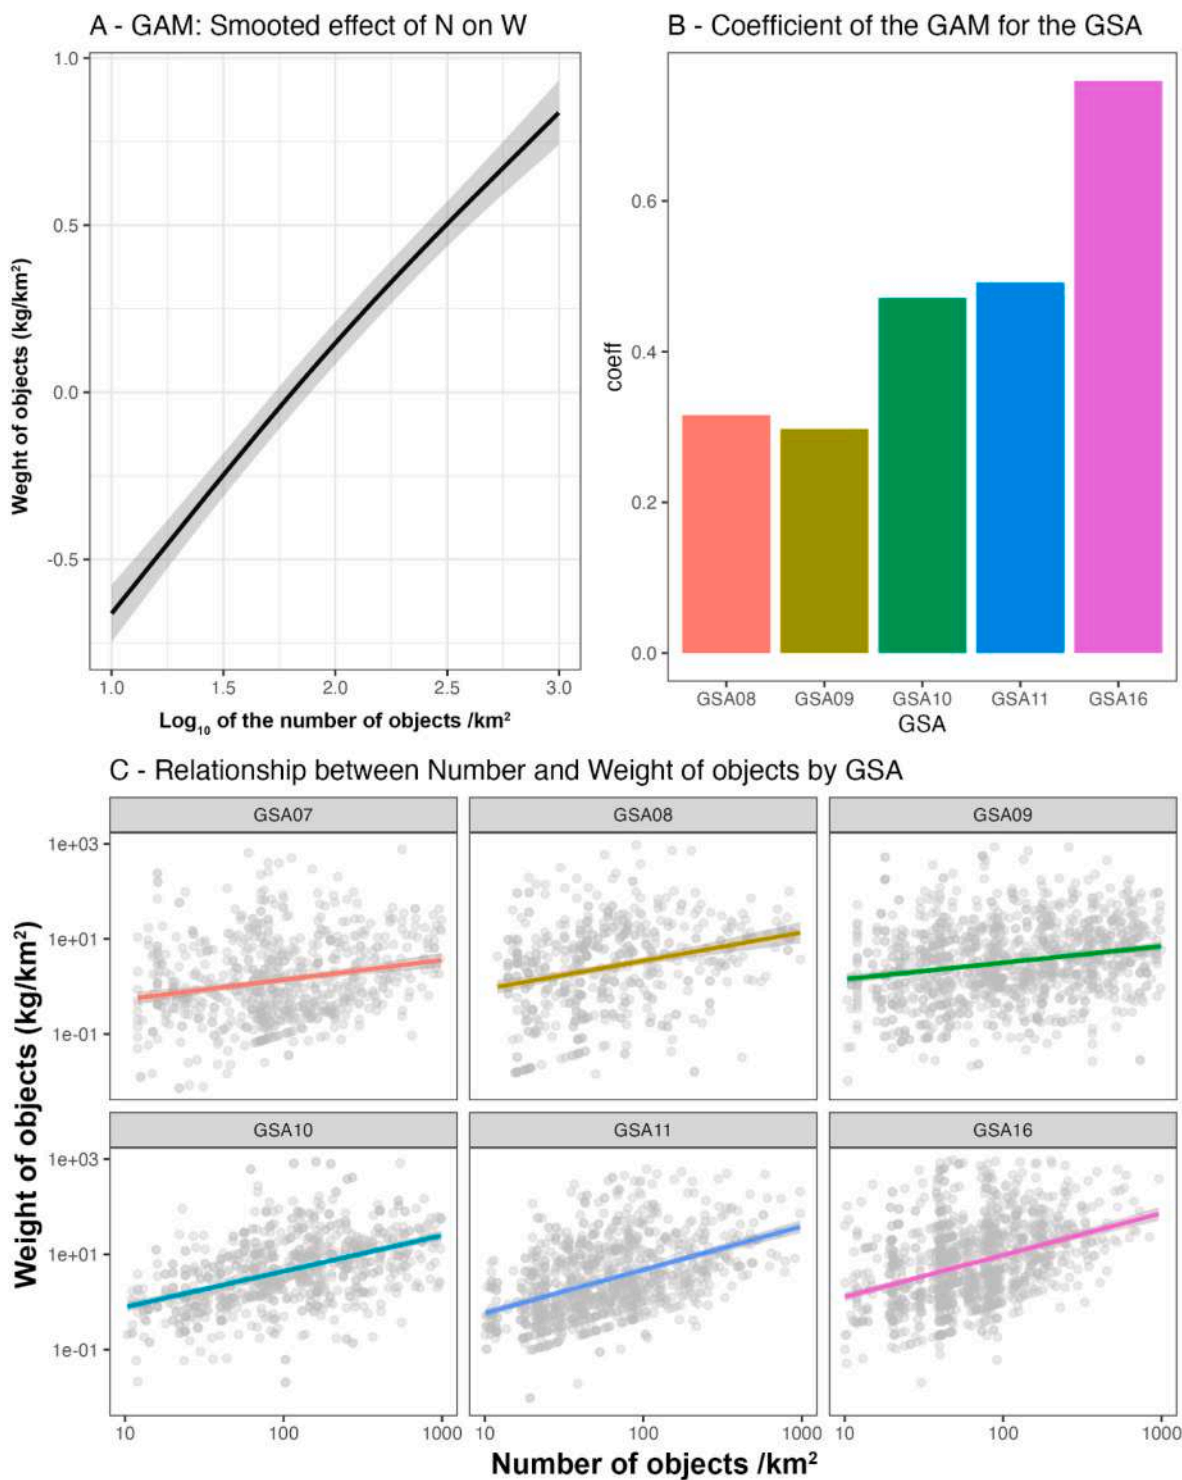 A - GAM: Smooted effect of N on W
1.0
0.5
0.0
-0.5
Weght of objects (kg/km²)
1.0 1.5 2.0 2.5 3.0
Log₁₀ of the number of objects /km²
B - Coefficient of the GAM for the GSA
0.6
0.4
0.2
0.0
coeff
GSA08 GSA09 GSA10 GSA11 GSA16
GSA
C - Relationship between Number and Weight of objects by GSA
GSA07 GSA08 GSA09
1e+03
1e+01
1e-01
GSA10 GSA11 GSA16
1e+03
1e+01
1e-01
Weight of objects (kg/km²)
10 100 1000 10 100 1000 10 100 1000
Number of objects /km²